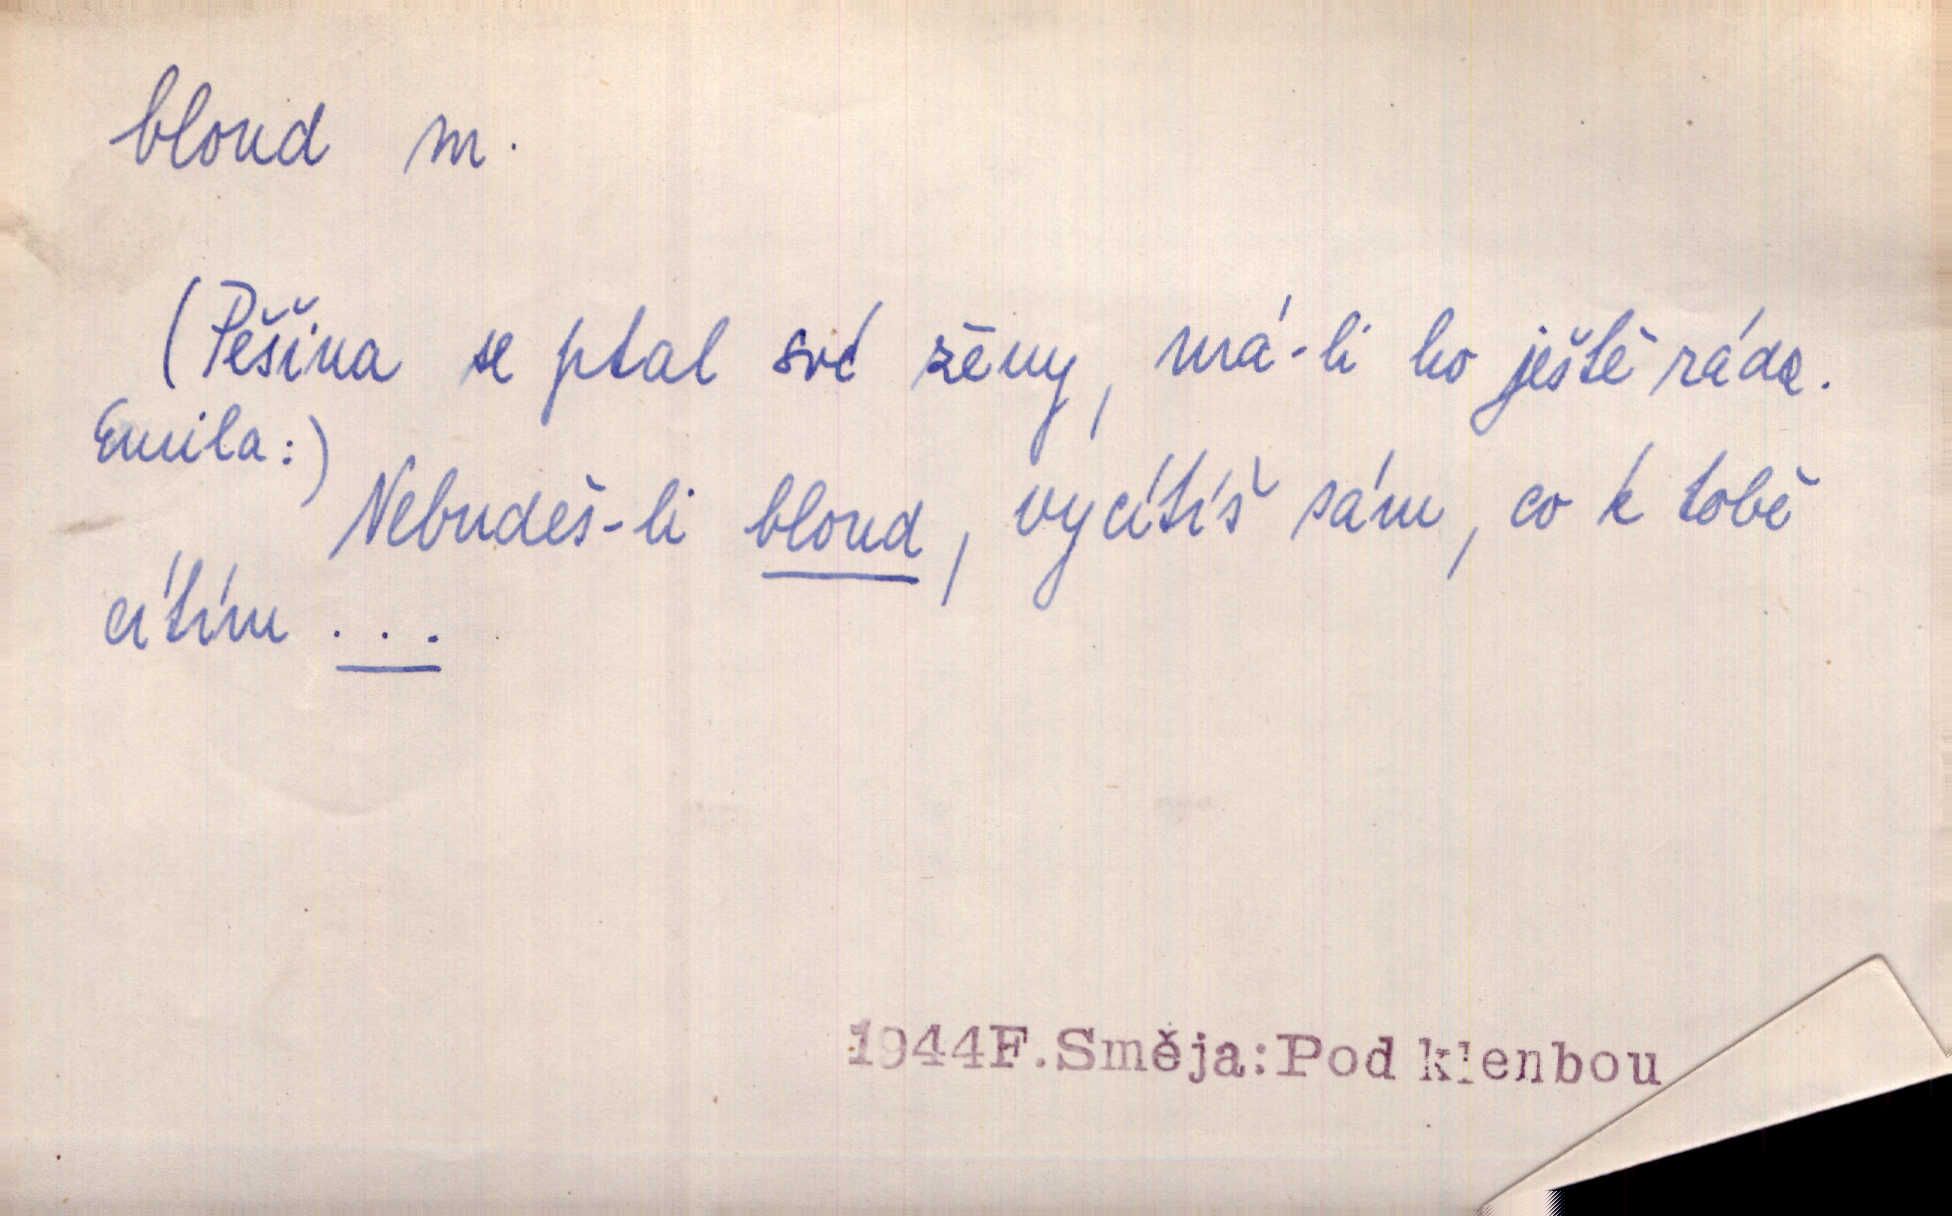 bloud m.
(Pěšina se ptal své ženy, má-li ho ještě ráda.
Emila:)
Nebudeš-li bloud, vycítíš sám, co k tobě
cítím ...
1944F.Směja:Pod klenbou